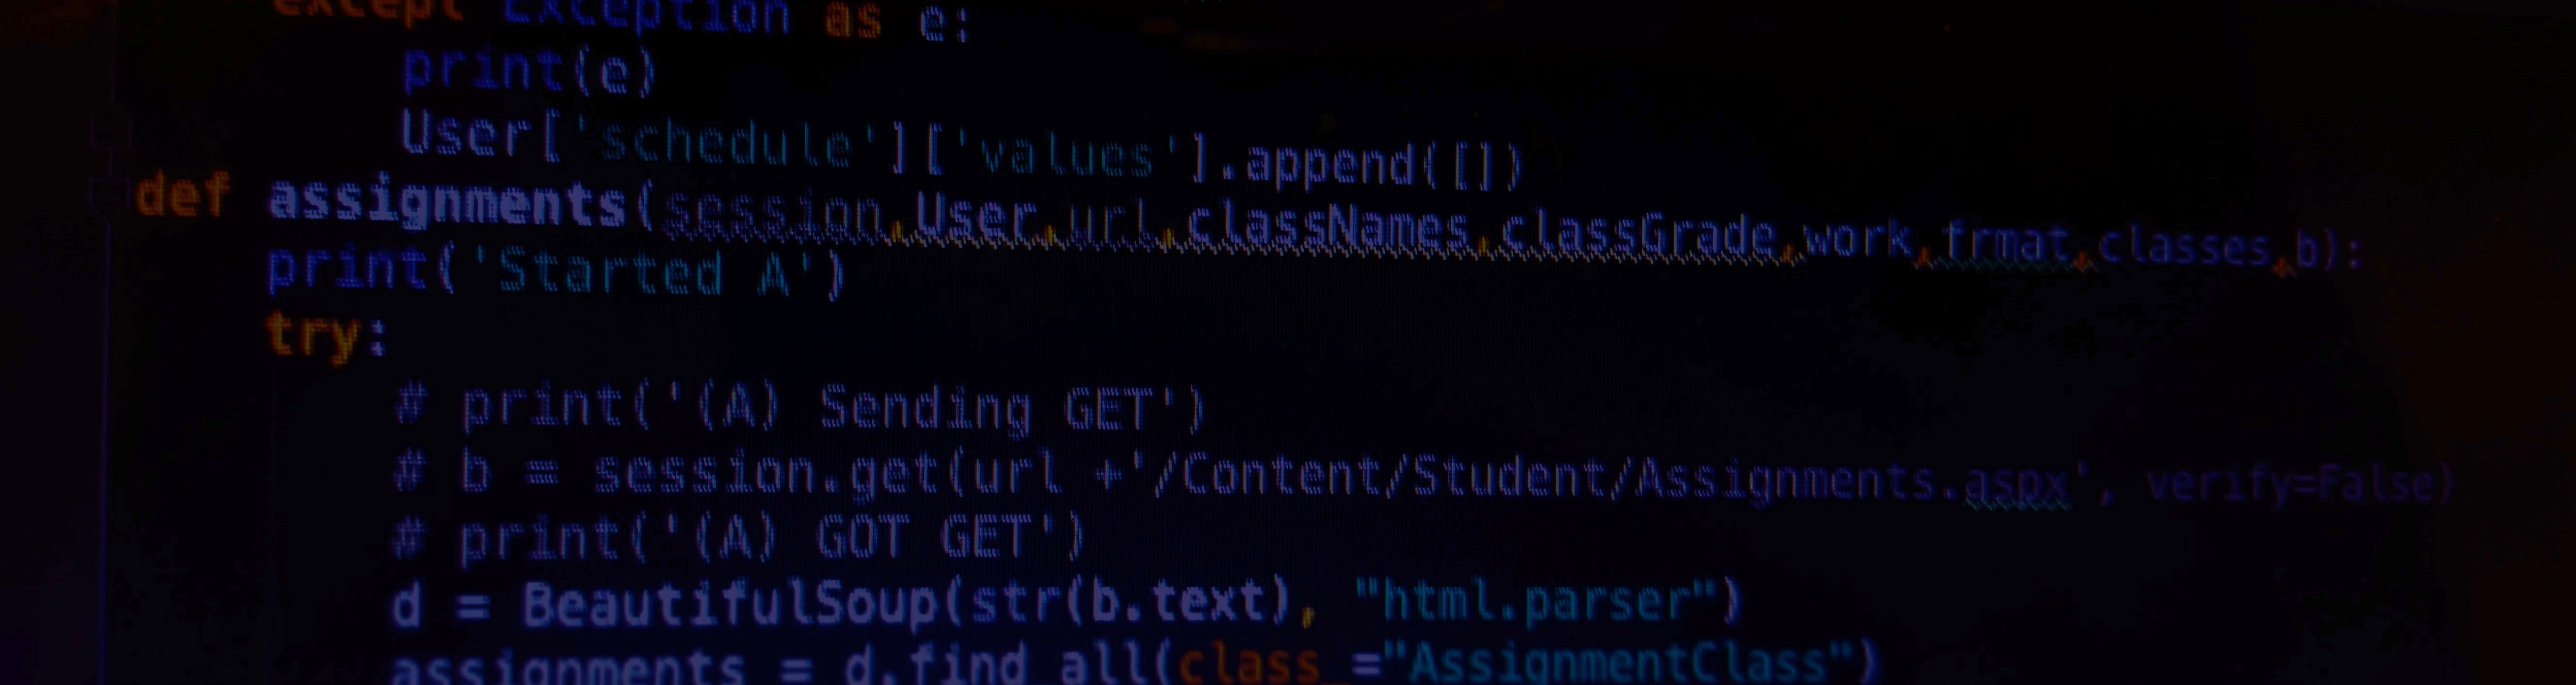 except Exception as e:
print(e)
User['schedule']['values'].append([])
def assignments(session,User,url,classNames,classGrade,work,frmat,classes,b):
print('Started A')
try:
# print('(A) Sending GET')
# b = session.get(url +'/Content/Student/Assignments.aspx', verify=False)
# print('(A) GOT GET')
d = BeautifulSoup(str(b.text), "html.parser")
assignments = d.find_all(class_="AssignmentClass")